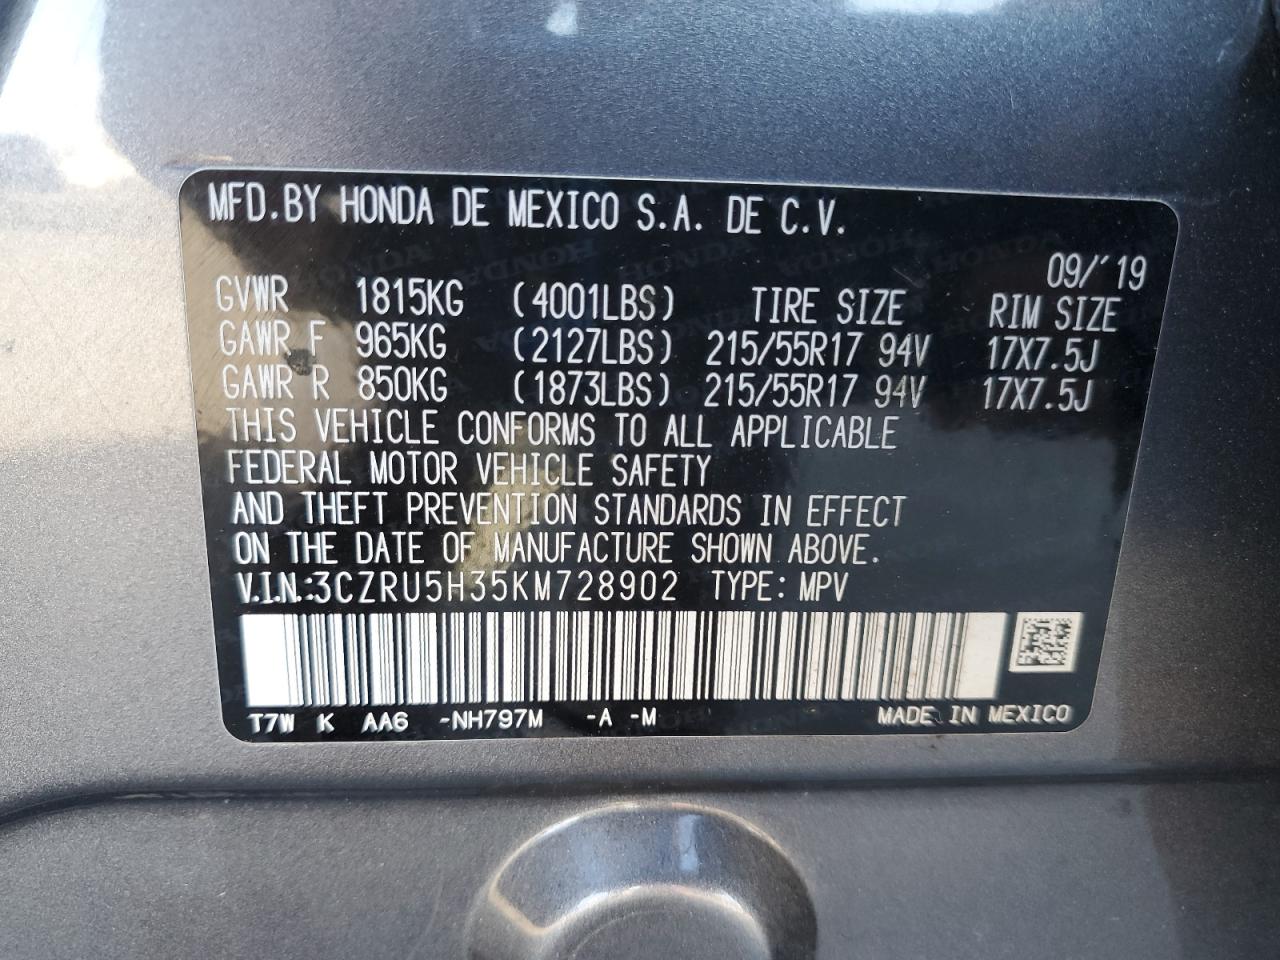 MFD.BY HONDA DE MEXICO S.A. DE C.V.
09/'19
GVWR 1815KG (4001LBS) TIRE SIZE RIM SIZE
GAWR F 965KG (2127LBS) 215/55R17 94V 17X7.5J
GAWR R 850KG (1873LBS) 215/55R17 94V 17X7.5J
THIS VEHICLE CONFORMS TO ALL APPLICABLE
FEDERAL MOTOR VEHICLE SAFETY
AND THEFT PREVENTION STANDARDS IN EFFECT
ON THE DATE OF MANUFACTURE SHOWN ABOVE.
V.I.N.:3CZRU5H35KM728902 TYPE: MPV
T7W K AA6 -NH797M -A -M MADE IN MEXICO